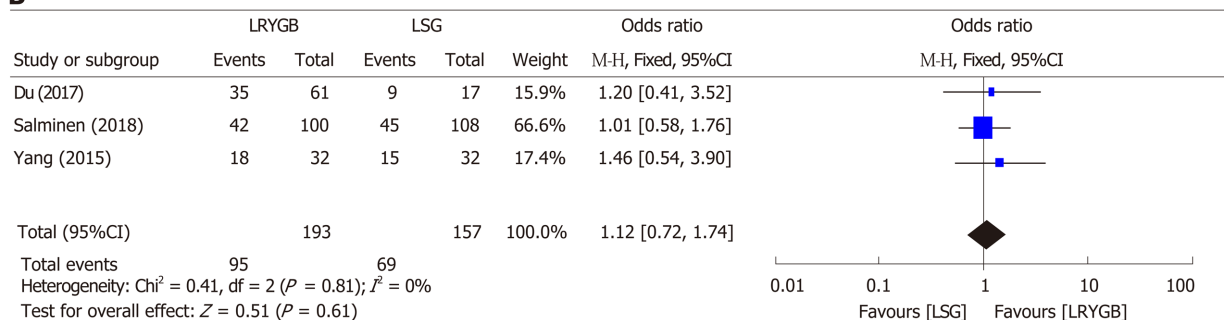 LRYGB LSG Odds ratio Odds ratio
Study or subgroup Events Total Events Total Weight M-H, Fixed, 95%CI M-H, Fixed, 95%CI
Du (2017) 35 61 9 17 15.9% 1.20 [0.41, 3.52]
Salminen (2018) 42 100 45 108 66.6% 1.01 [0.58, 1.76]
Yang (2015) 18 32 15 32 17.4% 1.46 [0.54, 3.90]
Total (95%CI) 193 157 100.0% 1.12 [0.72, 1.74]
Total events 95 69
Heterogeneity: Chi² = 0.41, df = 2 (P = 0.81); I² = 0%
Test for overall effect: Z = 0.51 (P = 0.61)
0.01 0.1 1 10 100
Favours [LSG] Favours [LRYGB]